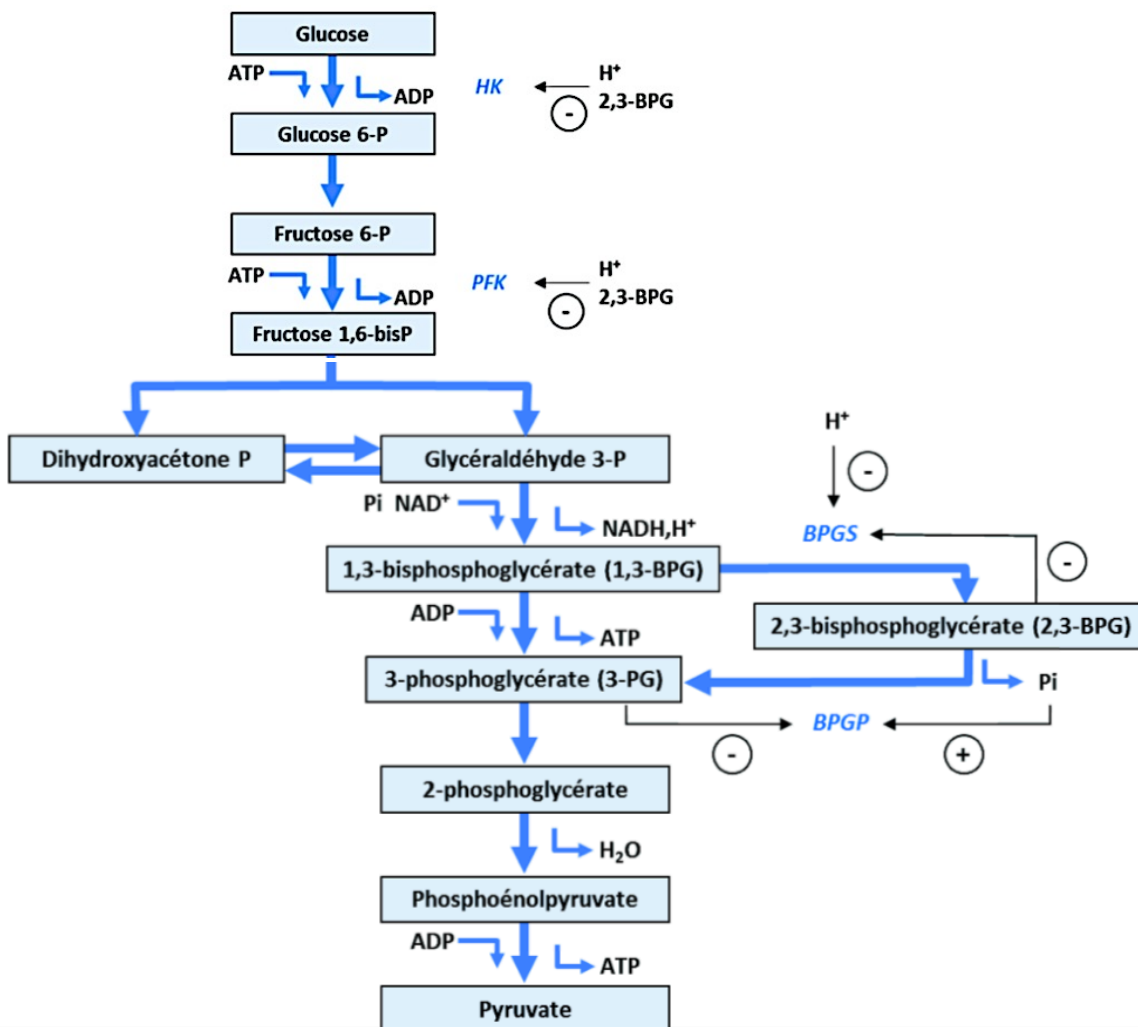 Glucose
ATP
ADP
HK
H⁺
2,3-BPG
-
Glucose 6-P
Fructose 6-P
ATP
ADP
PFK
H⁺
2,3-BPG
-
Fructose 1,6-bisP
Dihydroxyacétone P
Glycéraldéhyde 3-P
H⁺
-
Pi NAD⁺
NADH,H⁺
BPGS
-
1,3-bisphosphoglycérate (1,3-BPG)
ADP
ATP
2,3-bisphosphoglycérate (2,3-BPG)
3-phosphoglycérate (3-PG)
Pi
BPGP
-
+
2-phosphoglycérate
H₂O
Phosphoénolpyruvate
ADP
ATP
Pyruvate